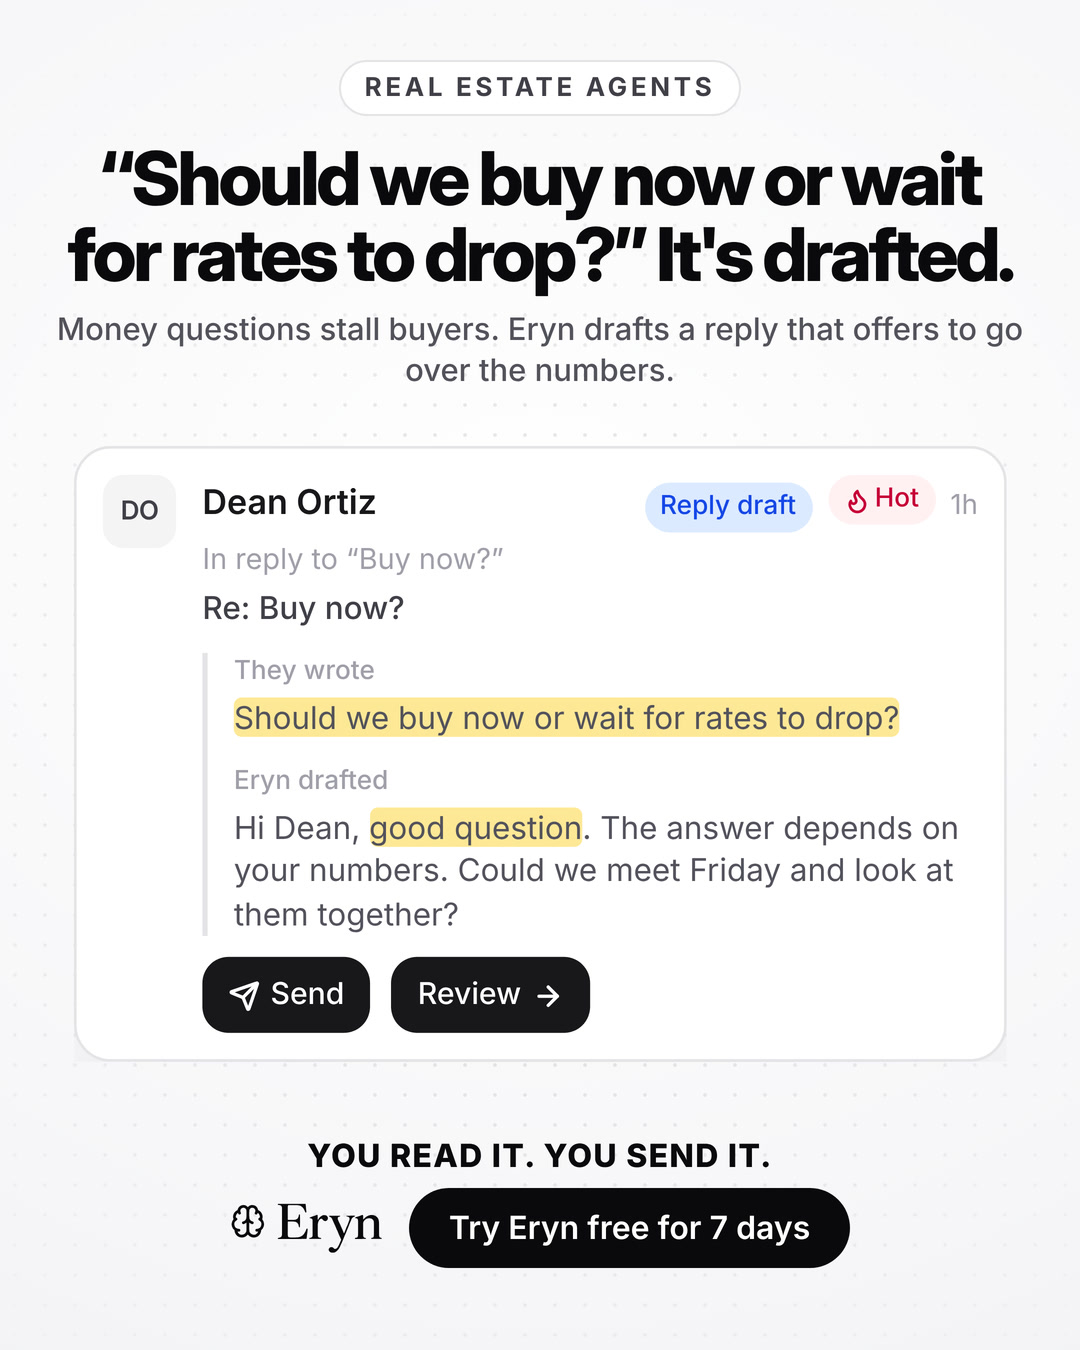 REAL ESTATE AGENTS
“Should we buy now or wait
for rates to drop?” It's drafted.
Money questions stall buyers. Eryn drafts a reply that offers to go
over the numbers.
DO
Dean Ortiz
Reply draft
Hot
1h
In reply to “Buy now?”
Re: Buy now?
They wrote
Should we buy now or wait for rates to drop?
Eryn drafted
Hi Dean, good question. The answer depends on
your numbers. Could we meet Friday and look at
them together?
Send
Review →
YOU READ IT. YOU SEND IT.
Eryn
Try Eryn free for 7 days